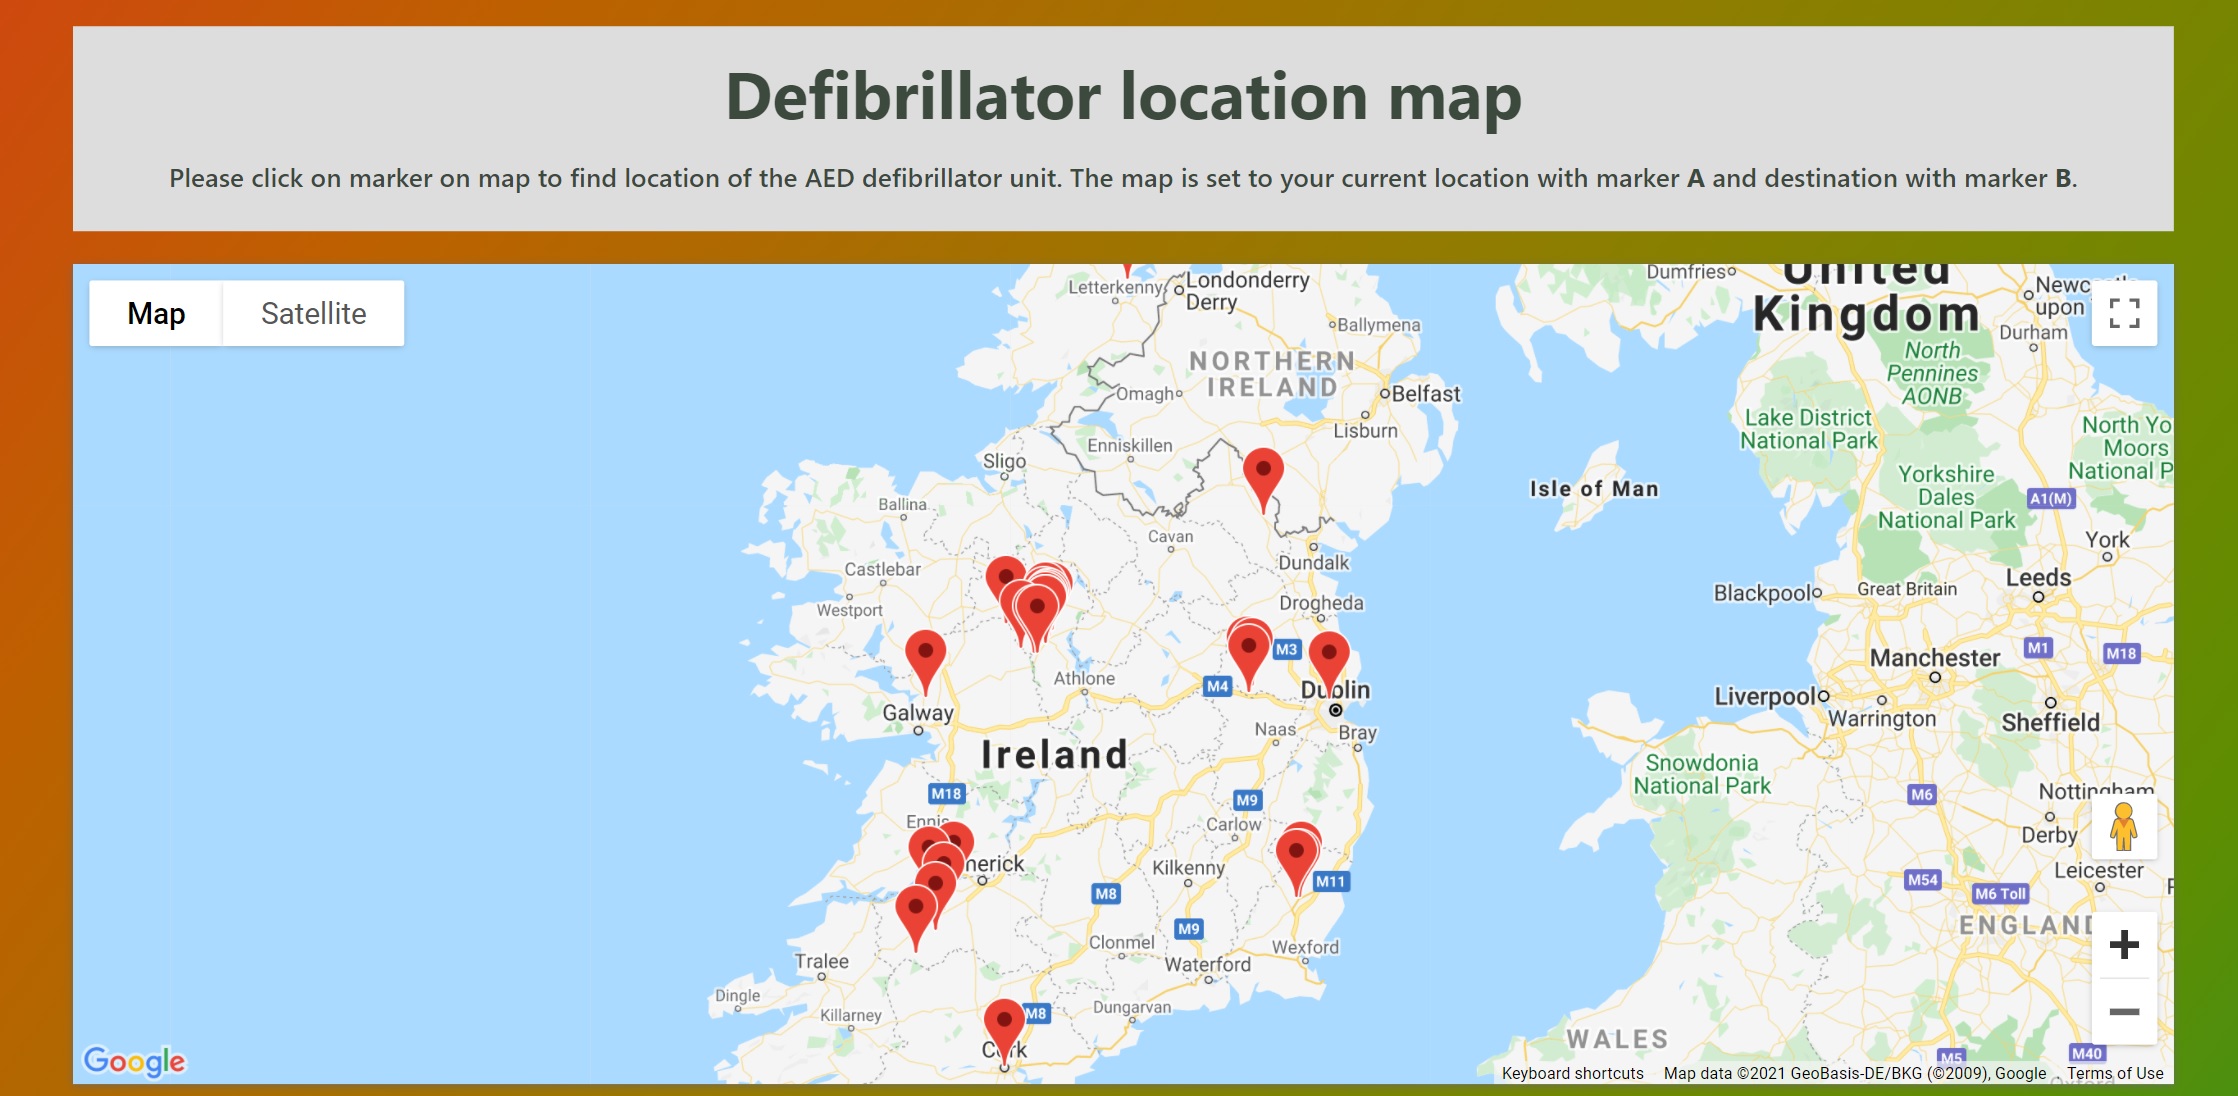 Defibrillator location map
Please click on marker on map to find location of the AED defibrillator unit. The map is set to your current location with marker A and destination with marker B.
Map
Satellite
Letterkenny
Londonderry
Derry
Ballymena
NORTHERN
IRELAND
Omagh
Belfast
Lisburn
Enniskillen
Sligo
Ballina
Cavan
Dundalk
Castlebar
Westport
Drogheda
M3
M4
Athlone
Dublin
Galway
Naas
Bray
Ireland
M18
M9
Ennis
Carlow
merick
Kilkenny
M11
M8
M9
Clonmel
Wexford
Tralee
Waterford
Dingle
Killarney
M8
Dungarvan
Cork
Isle of Man
Dumfries
United
Kingdom
Newc
upon
Durham
North
Pennines
AONB
Lake District
National Park
North Yo
Moors
National P
Yorkshire
Dales
National Park
A1(M)
York
Leeds
Blackpool
Great Britain
M1
M18
Manchester
Liverpool
Warrington
Sheffield
Snowdonia
National Park
M6
Nottingham
Derby
Leicester
M54
M6 Toll
ENGLAND
WALES
M5
M40
Oxford
Google
Keyboard shortcuts
Map data ©2021 GeoBasis-DE/BKG (©2009), Google
Terms of Use